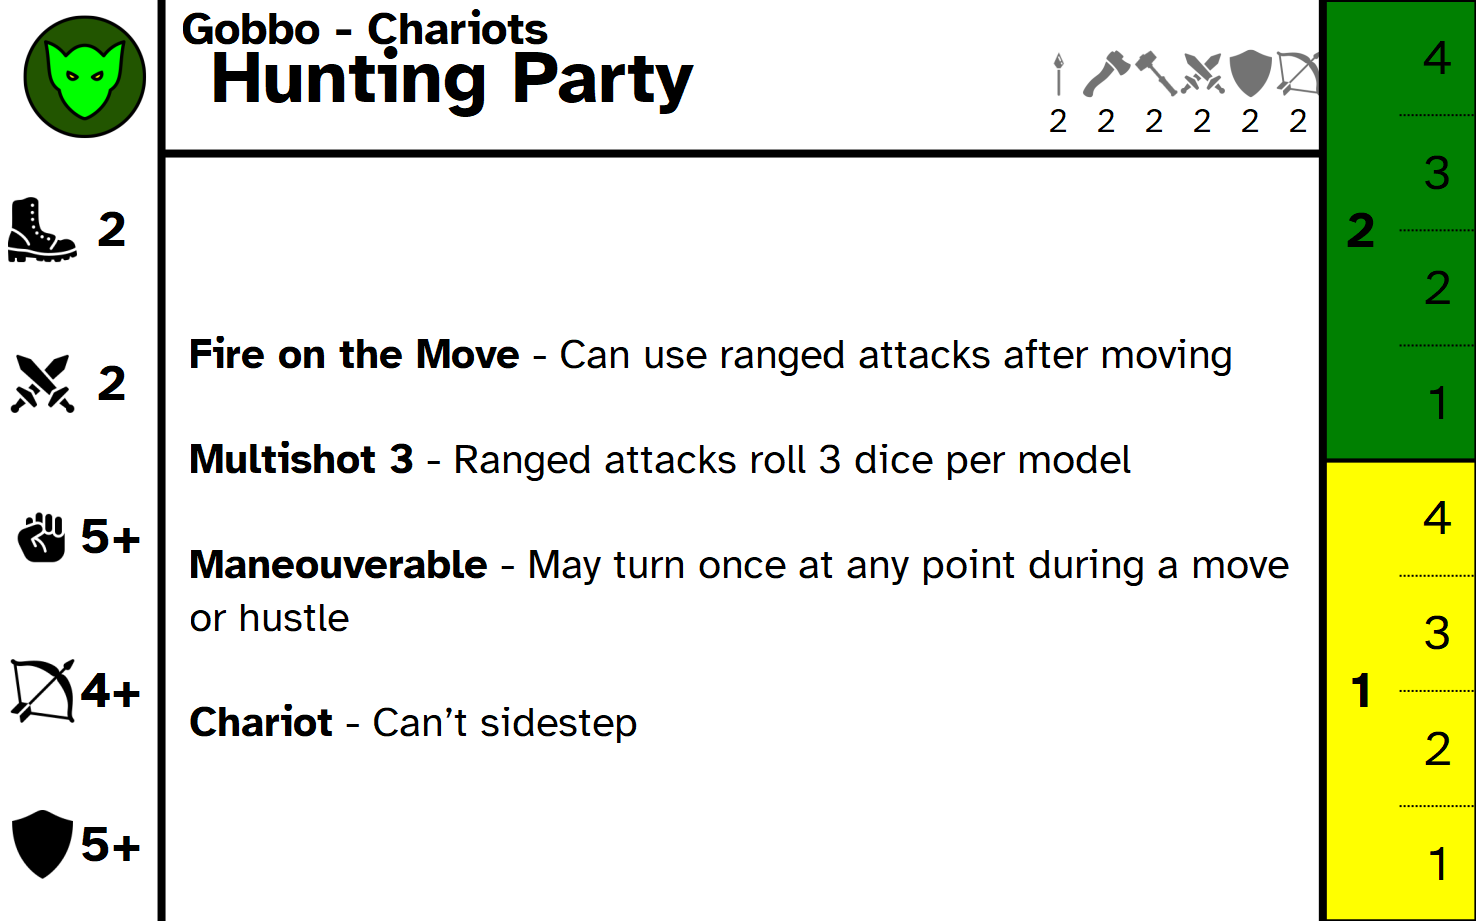 Gobbo - Chariots
Hunting Party
2 2 2 2 2 2
2
2
5+
4+
5+
Fire on the Move - Can use ranged attacks after moving
Multishot 3 - Ranged attacks roll 3 dice per model
Maneouverable - May turn once at any point during a move
or hustle
Chariot - Can’t sidestep
2
4
3
2
1
1
4
3
2
1